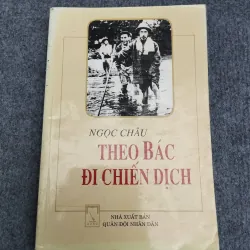 NGỌC CHÂU
THEO BÁC
ĐI CHIẾN DỊCH
NHÀ XUẤT BẢN
QUÂN ĐỘI NHÂN DÂN